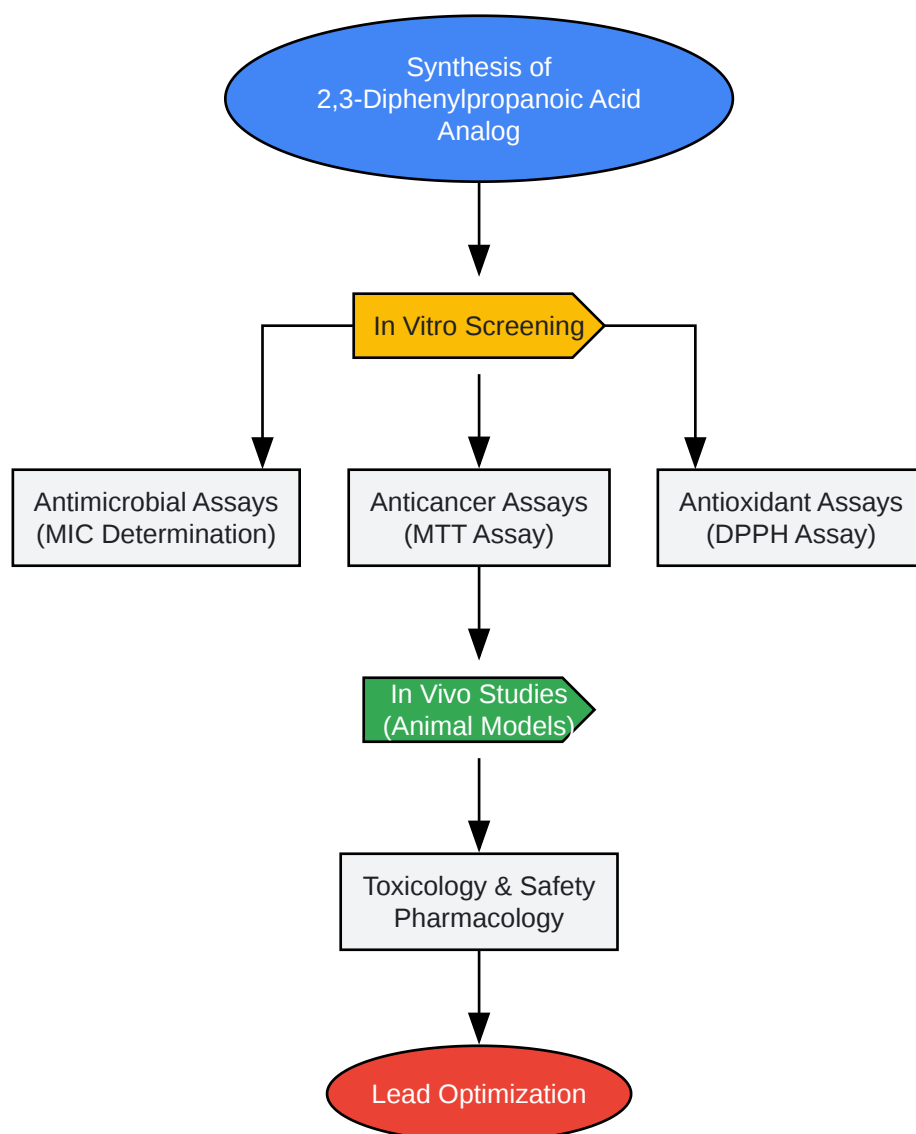 Synthesis of
2,3-Diphenylpropanoic Acid
Analog
In Vitro Screening
Antimicrobial Assays
(MIC Determination)
Anticancer Assays
(MTT Assay)
Antioxidant Assays
(DPPH Assay)
In Vivo Studies
(Animal Models)
Toxicology & Safety
Pharmacology
Lead Optimization